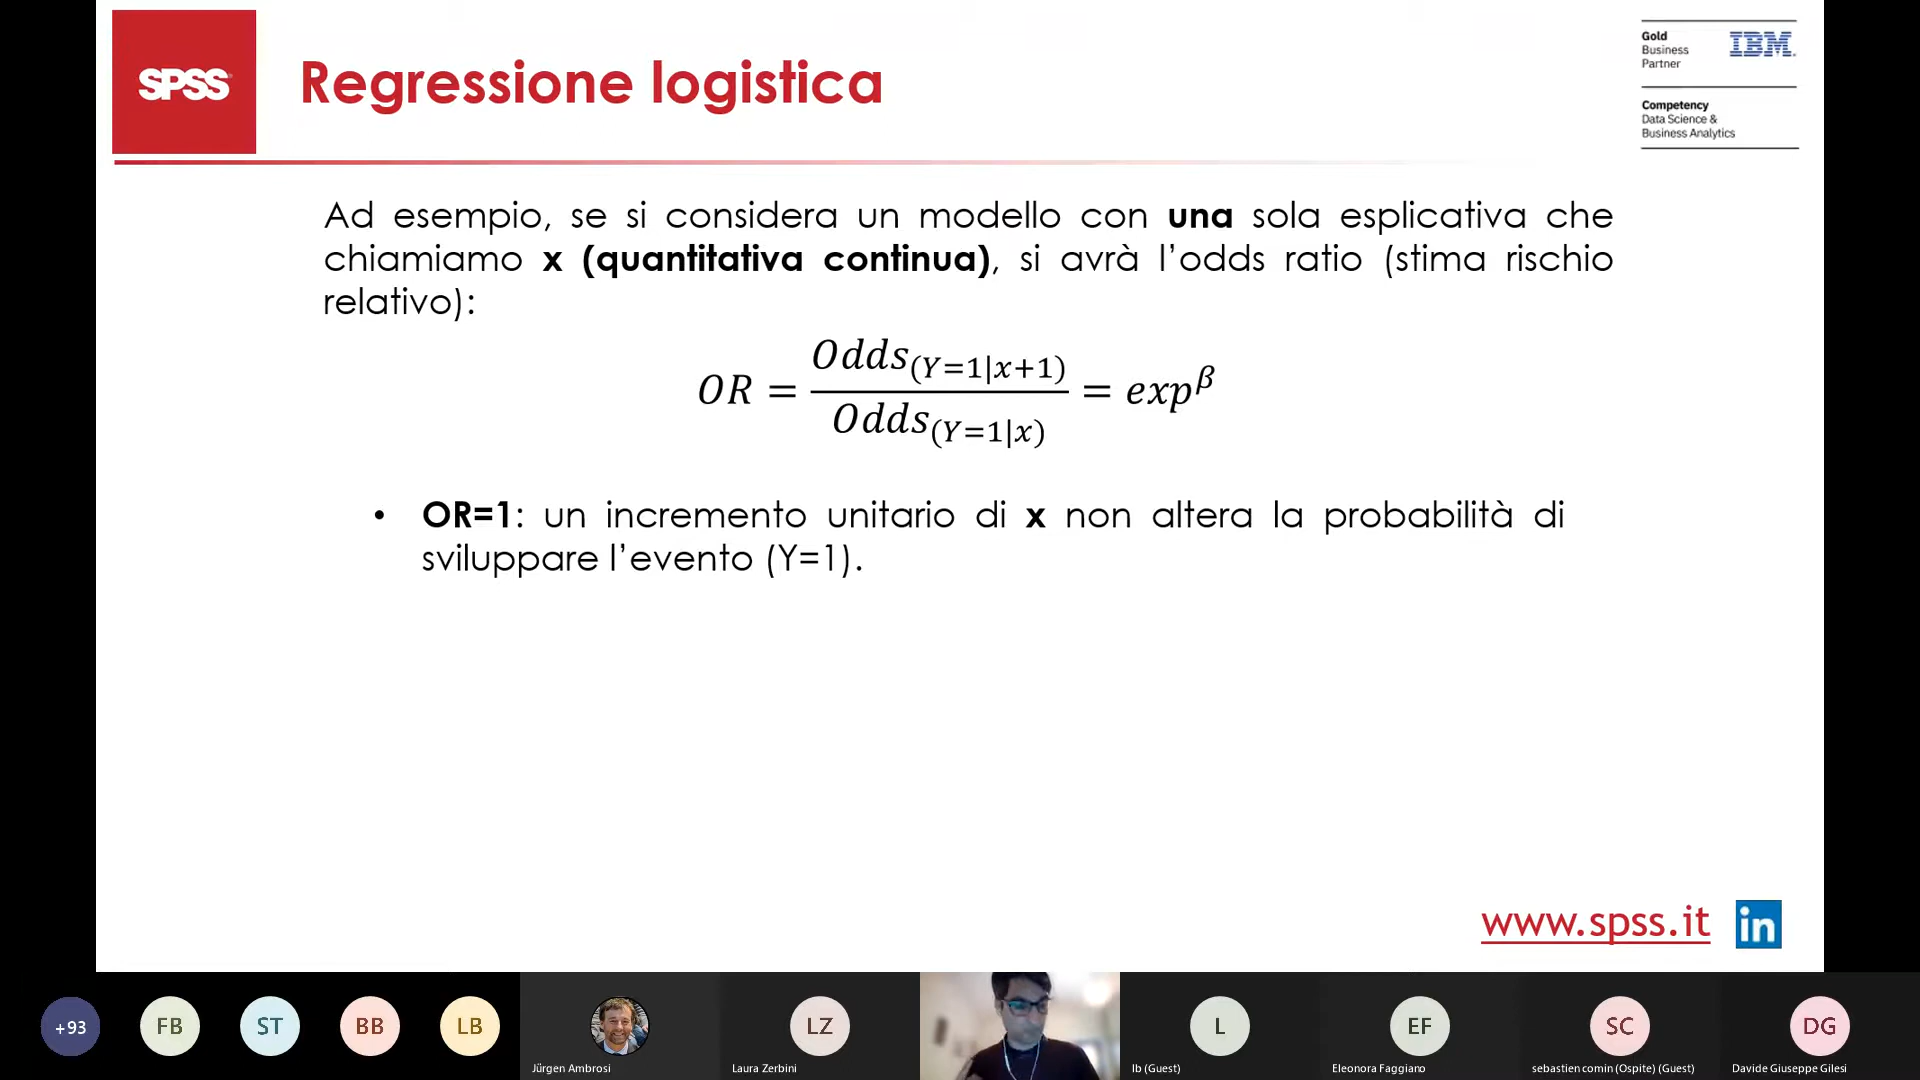 SPSS
Regressione logistica
Gold
Business
Partner
IBM
Competency
Data Science &
Business Analytics
Ad esempio, se si considera un modello con una sola esplicativa che
chiamiamo x (quantitativa continua), si avrà l’odds ratio (stima rischio
relativo):
OR = Odds(Y=1|x+1) / Odds(Y=1|x) = exp^β
• OR=1: un incremento unitario di x non altera la probabilità di
sviluppare l’evento (Y=1).
www.spss.it in
+93 FB ST BB LB LZ L EF SC DG
Jürgen Ambrosi Laura Zerbini lb (Guest) Eleonora Faggiano sebastien comin (Ospite) (Guest) Davide Giuseppe Gilesi